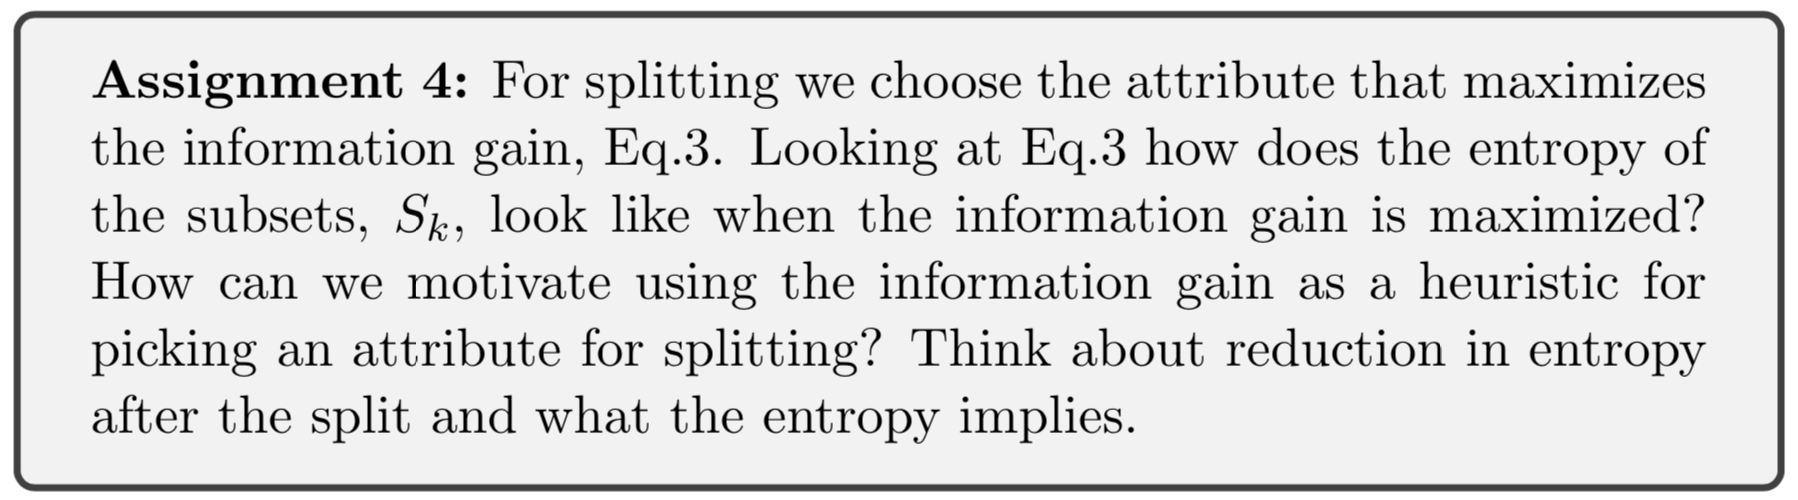 Assignment 4: For splitting we choose the attribute that maximizes
the information gain, Eq.3. Looking at Eq.3 how does the entropy of
the subsets, Sₖ, look like when the information gain is maximized?
How can we motivate using the information gain as a heuristic for
picking an attribute for splitting? Think about reduction in entropy
after the split and what the entropy implies.